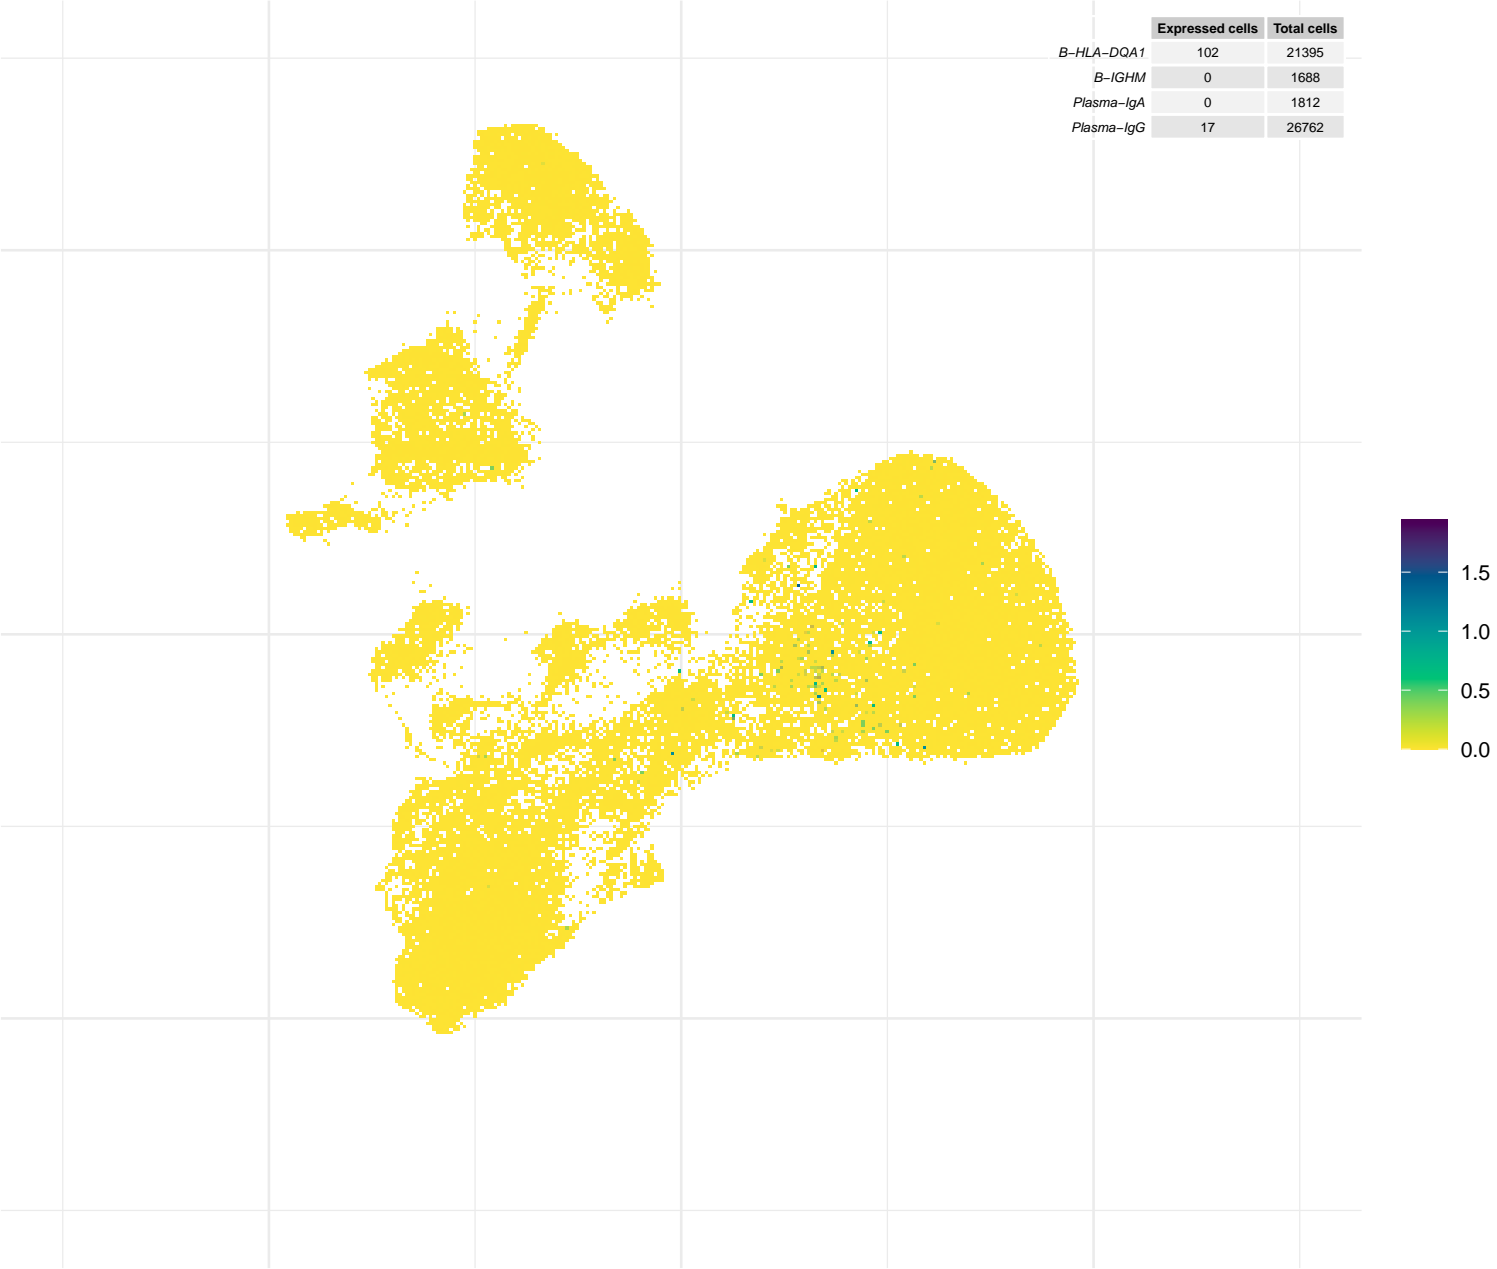 Expressed cells Total cells
B−HLA−DQA1 102 21395
B−IGHM 0 1688
Plasma−IgA 0 1812
Plasma−IgG 17 26762
1.5
1.0
0.5
0.0